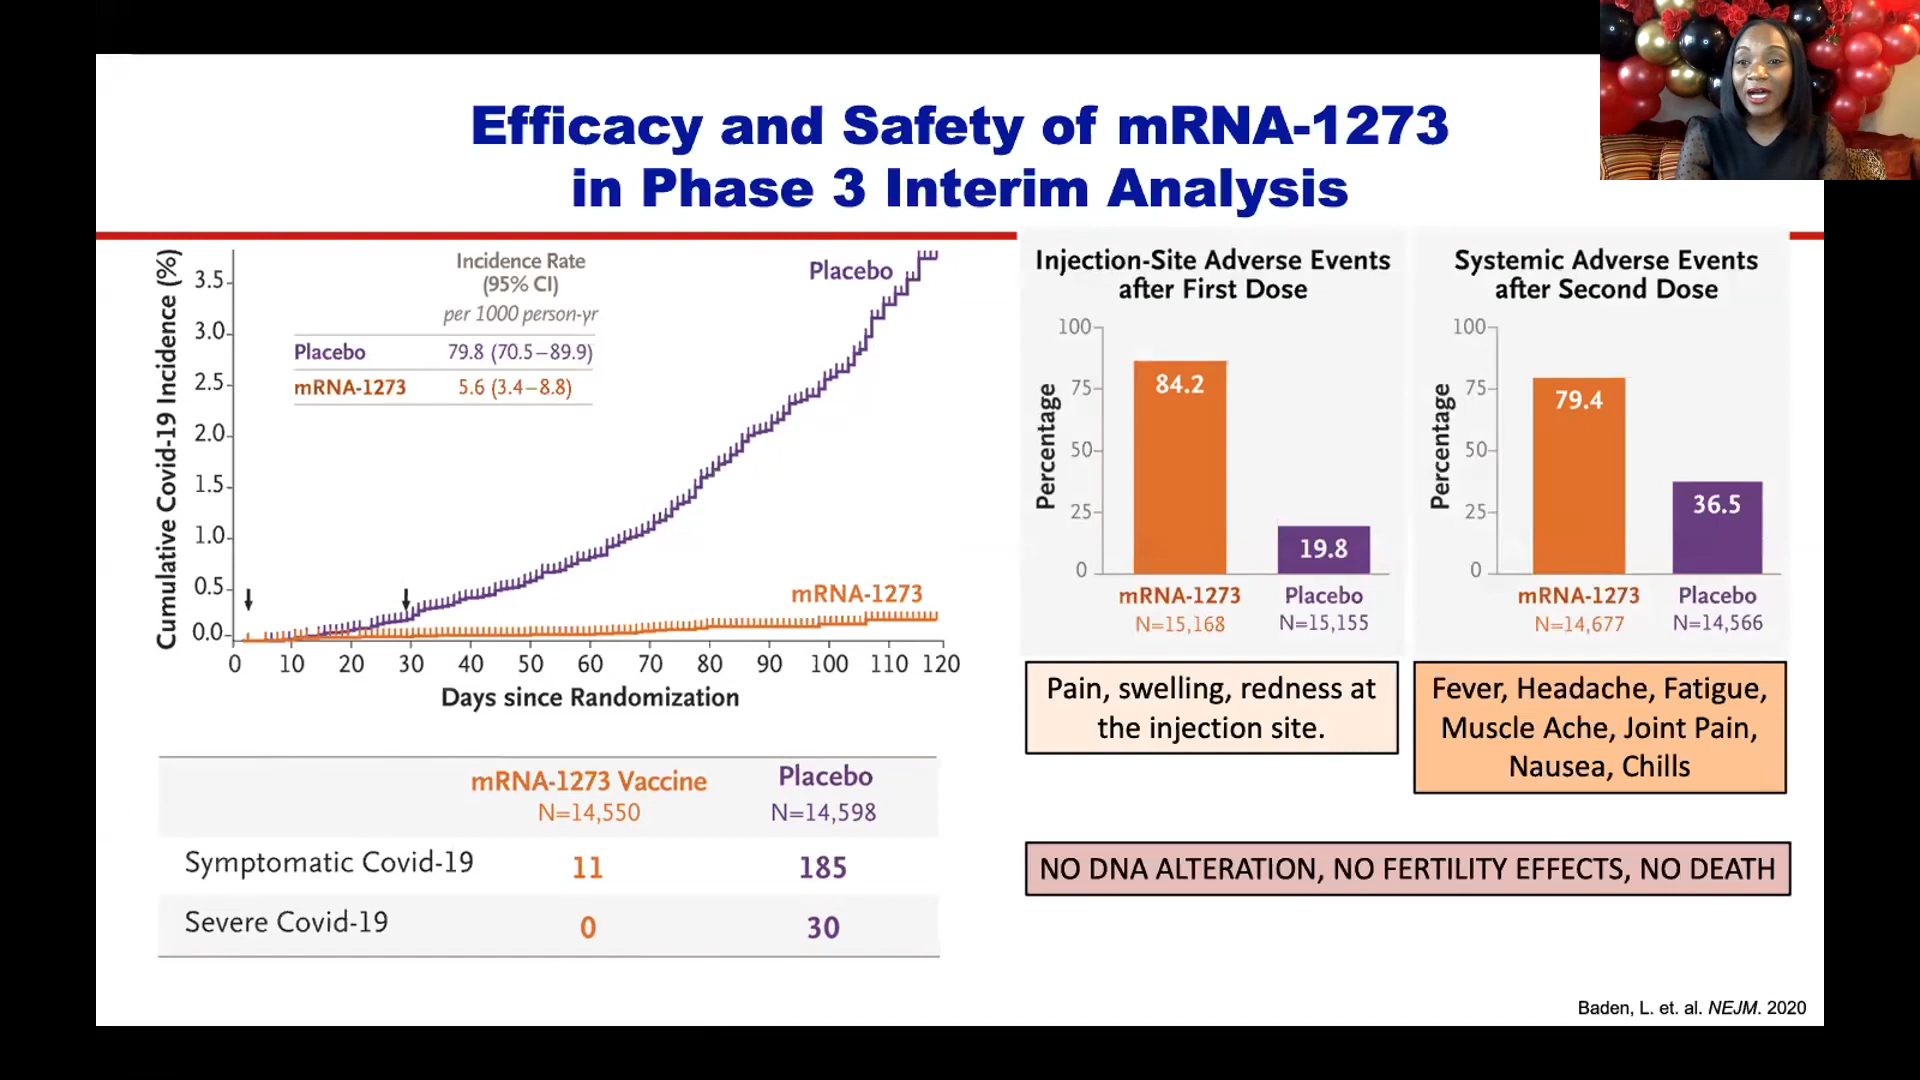 Efficacy and Safety of mRNA-1273
in Phase 3 Interim Analysis
Cumulative Covid-19 Incidence (%)
3.5
3.0
2.5
2.0
1.5
1.0
0.5
0.0
0 10 20 30 40 50 60 70 80 90 100 110 120
Days since Randomization
Incidence Rate
(95% CI)
per 1000 person-yr
Placebo 79.8 (70.5–89.9)
mRNA-1273 5.6 (3.4–8.8)
Placebo
mRNA-1273
mRNA-1273 Vaccine Placebo
N=14,550 N=14,598
Symptomatic Covid-19 11 185
Severe Covid-19 0 30
Injection-Site Adverse Events
after First Dose
Percentage
100
75
50
25
0
84.2
19.8
mRNA-1273 Placebo
N=15,168 N=15,155
Pain, swelling, redness at
the injection site.
Systemic Adverse Events
after Second Dose
Percentage
100
75
50
25
0
79.4
36.5
mRNA-1273 Placebo
N=14,677 N=14,566
Fever, Headache, Fatigue,
Muscle Ache, Joint Pain,
Nausea, Chills
NO DNA ALTERATION, NO FERTILITY EFFECTS, NO DEATH
Baden, L. et. al. NEJM. 2020